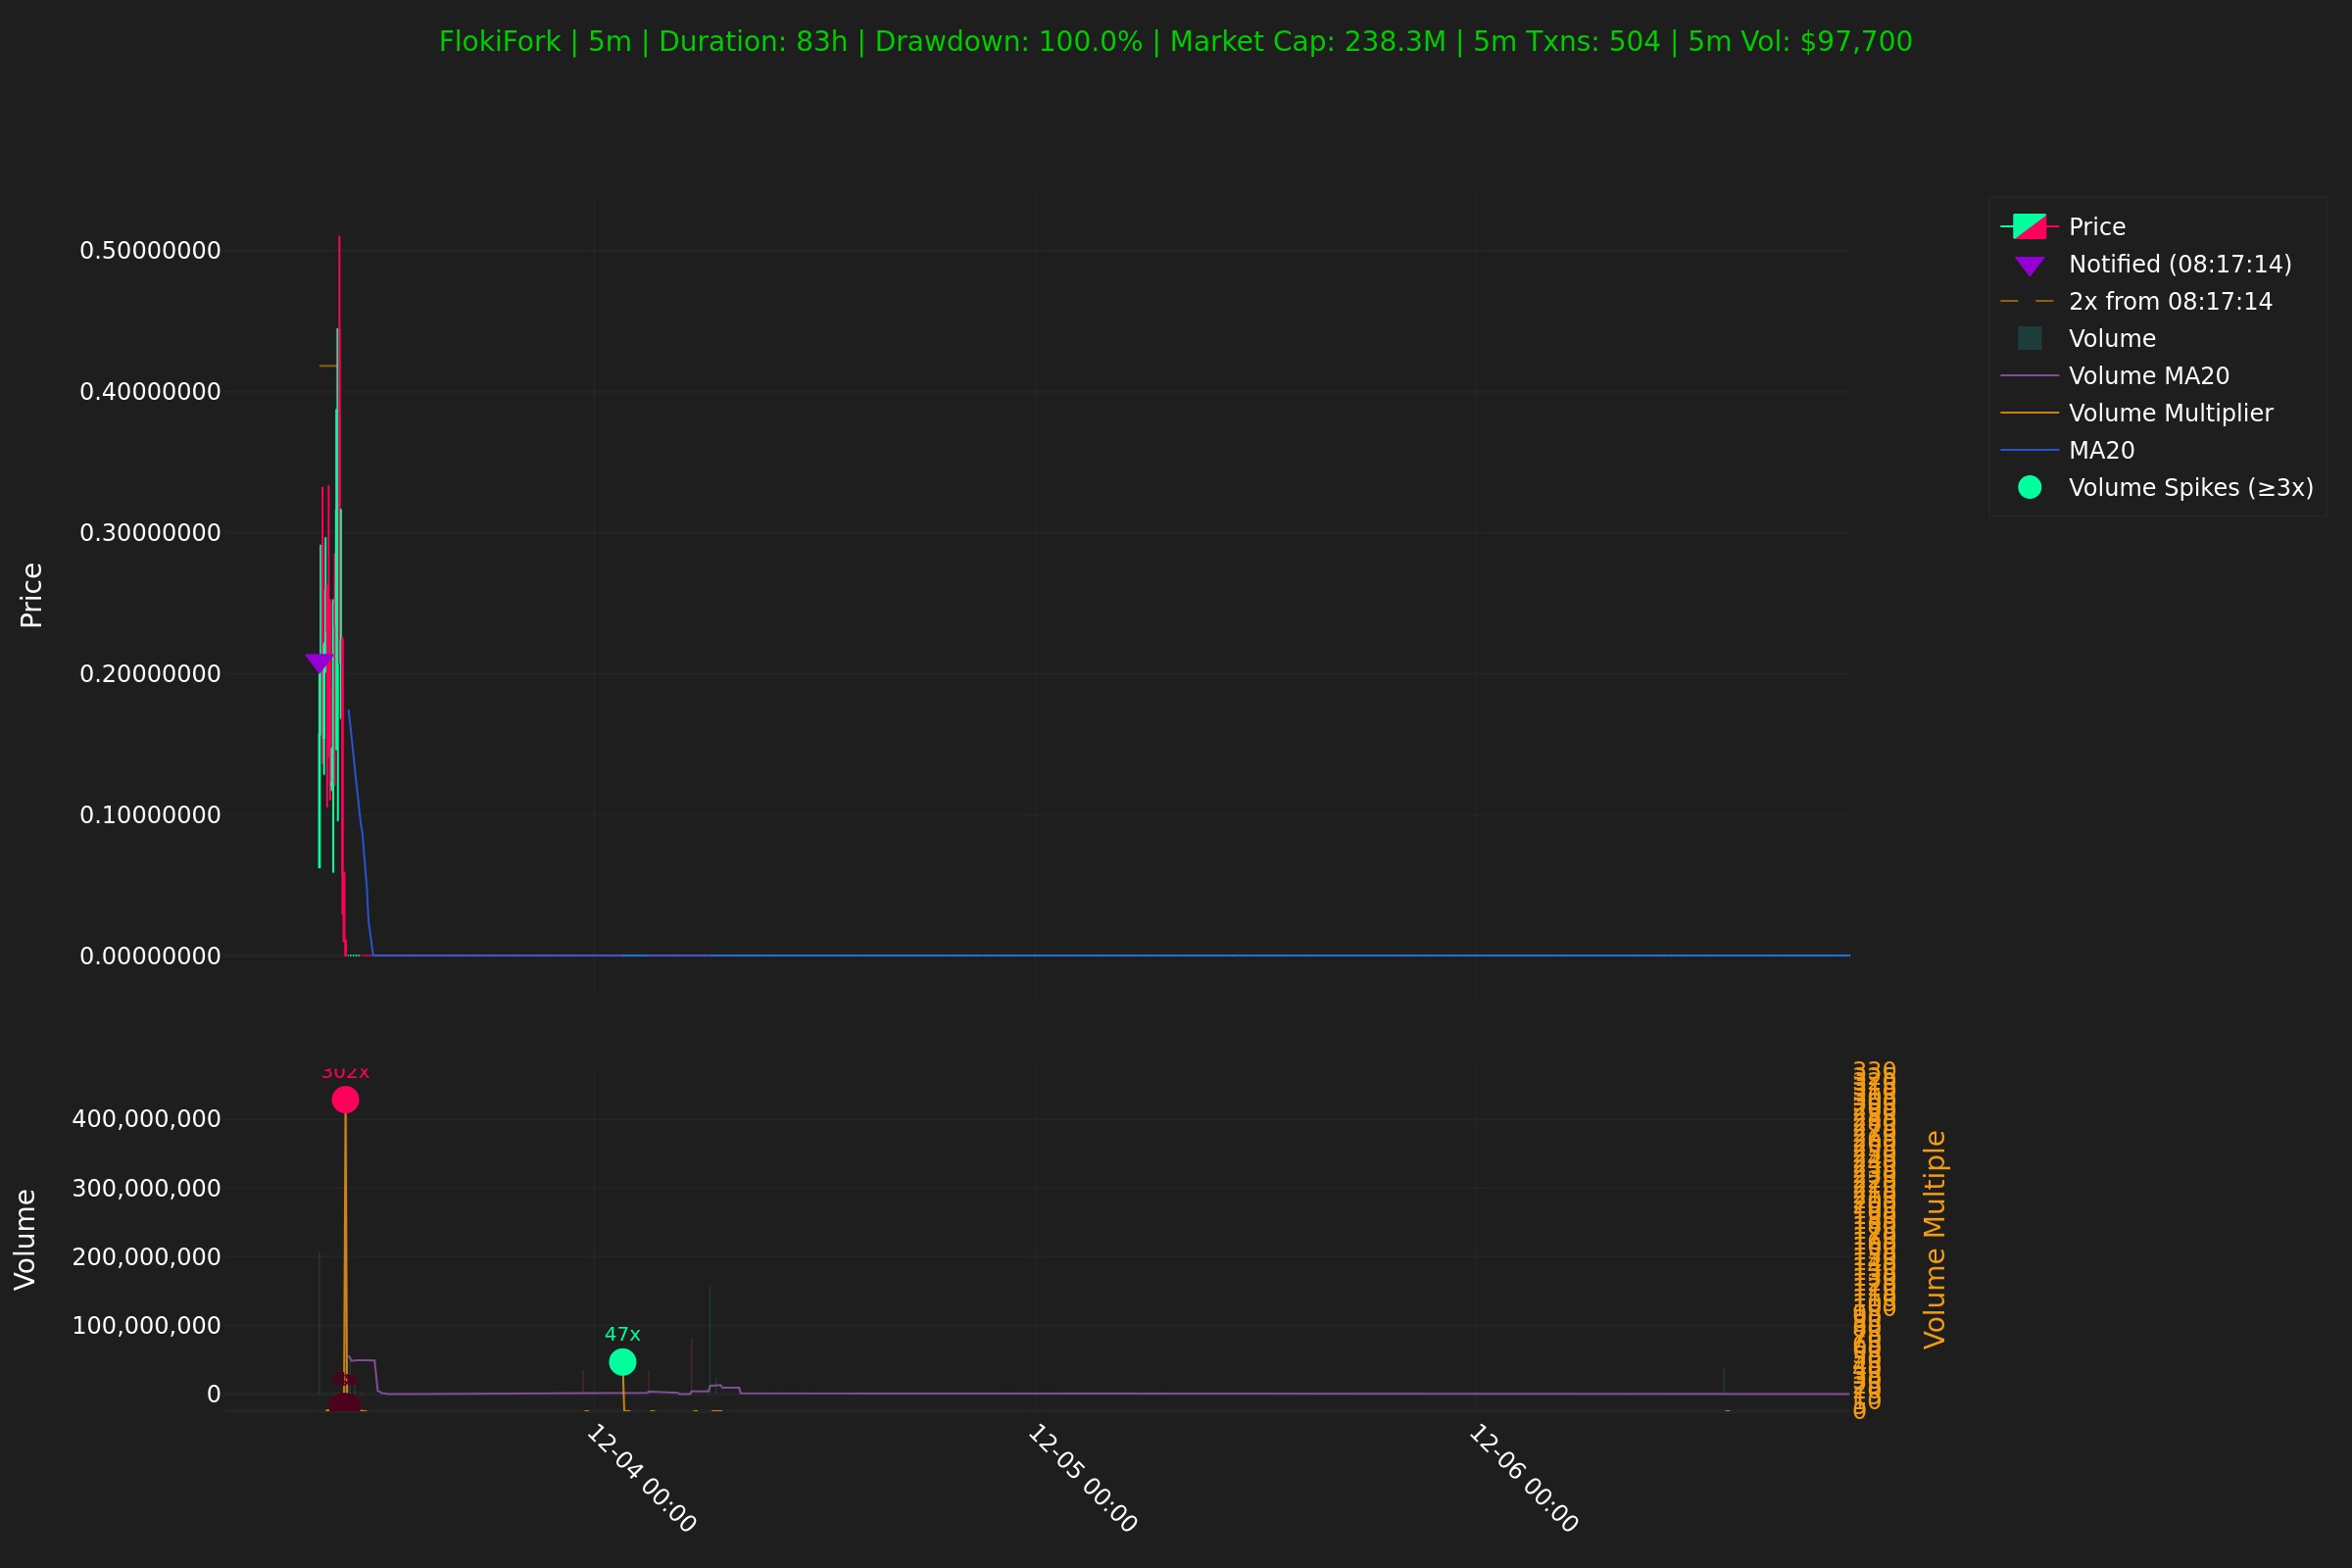 FlokiFork | 5m | Duration: 83h | Drawdown: 100.0% | Market Cap: 238.3M | 5m Txns: 504 | 5m Vol: $97,700
Price
Notified (08:17:14)
2x from 08:17:14
Volume
Volume MA20
Volume Multiplier
MA20
Volume Spikes (≥3x)
0.50000000
0.40000000
0.30000000
0.20000000
0.10000000
0.00000000
Price
302x
47x
400,000,000
300,000,000
200,000,000
100,000,000
0
Volume
Volume Multiple
12-04 00:00
12-05 00:00
12-06 00:00